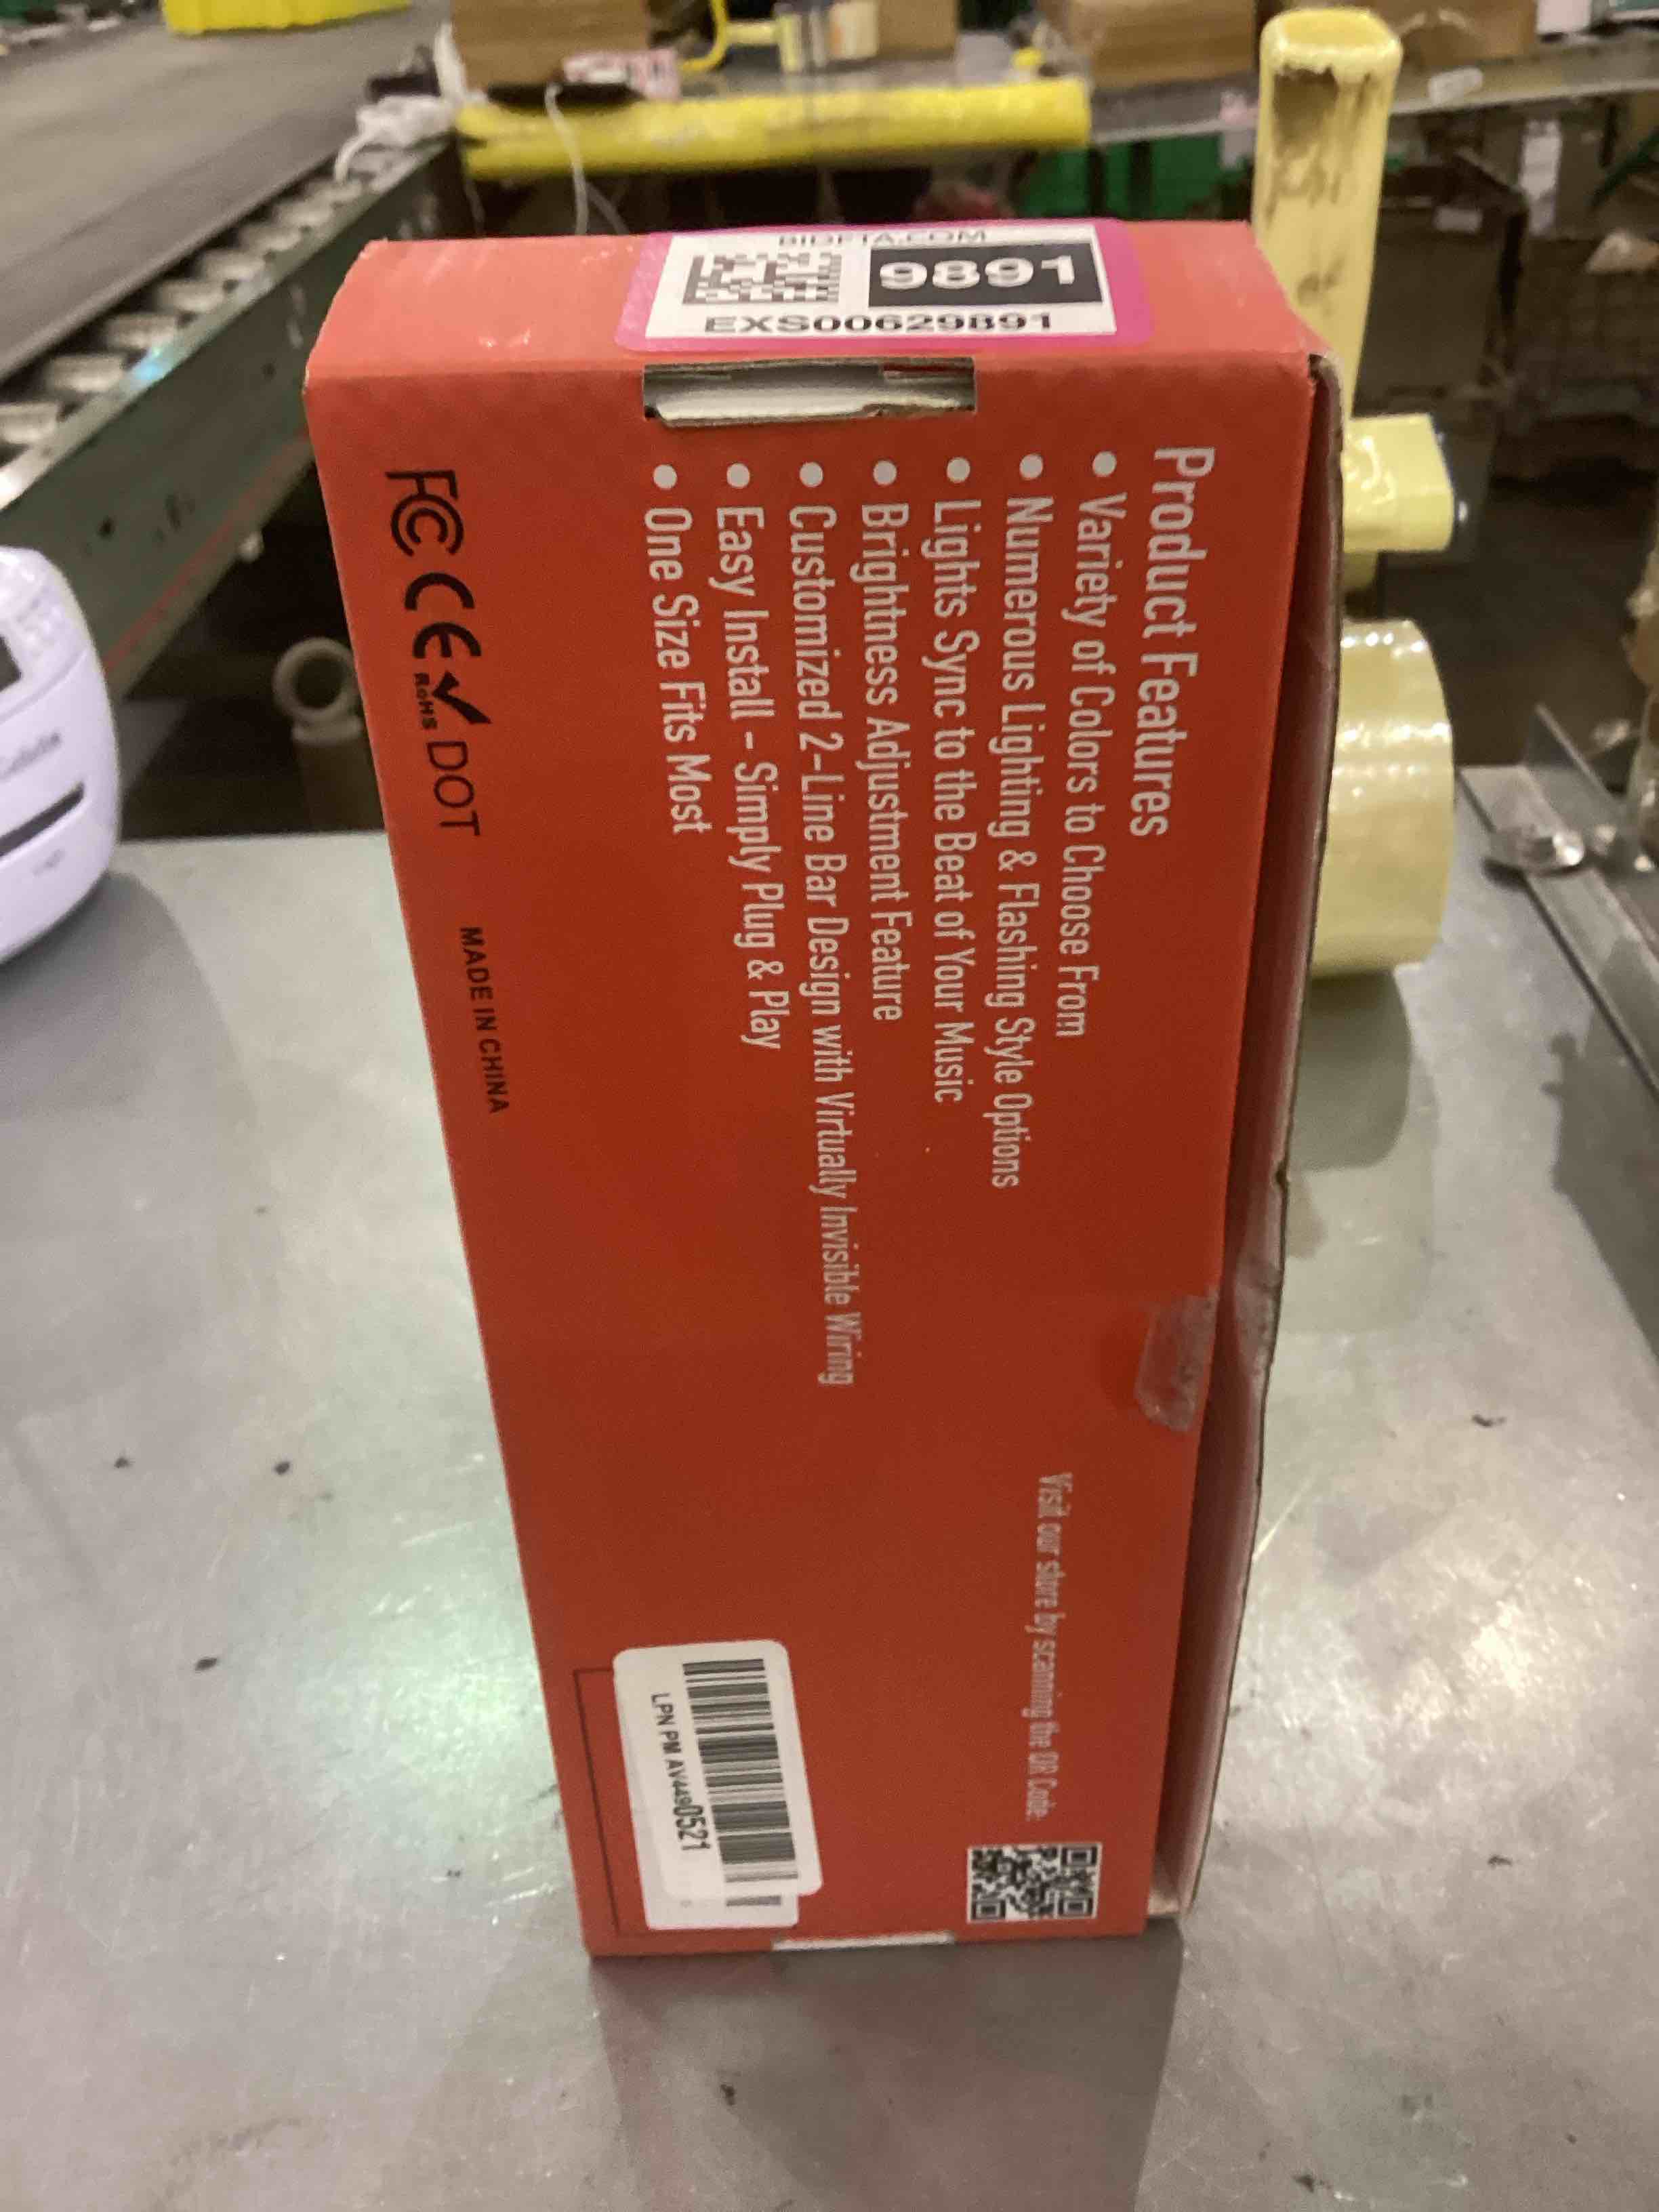 BIDFTA.COM
9891
EXS00629891
Product Features
• Variety of Colors to Choose From
• Numerous Lighting & Flashing Style Options
• Lights Sync to the Beat of Your Music
• Brightness Adjustment Feature
• Customized 2-Line Bar Design with Virtually Invisible Wiring
• Easy Install - Simply Plug & Play
• One Size Fits Most
FC CE RoHS DOT
MADE IN CHINA
Visit our store by scanning the QR Code:
LPN PM AV4490521